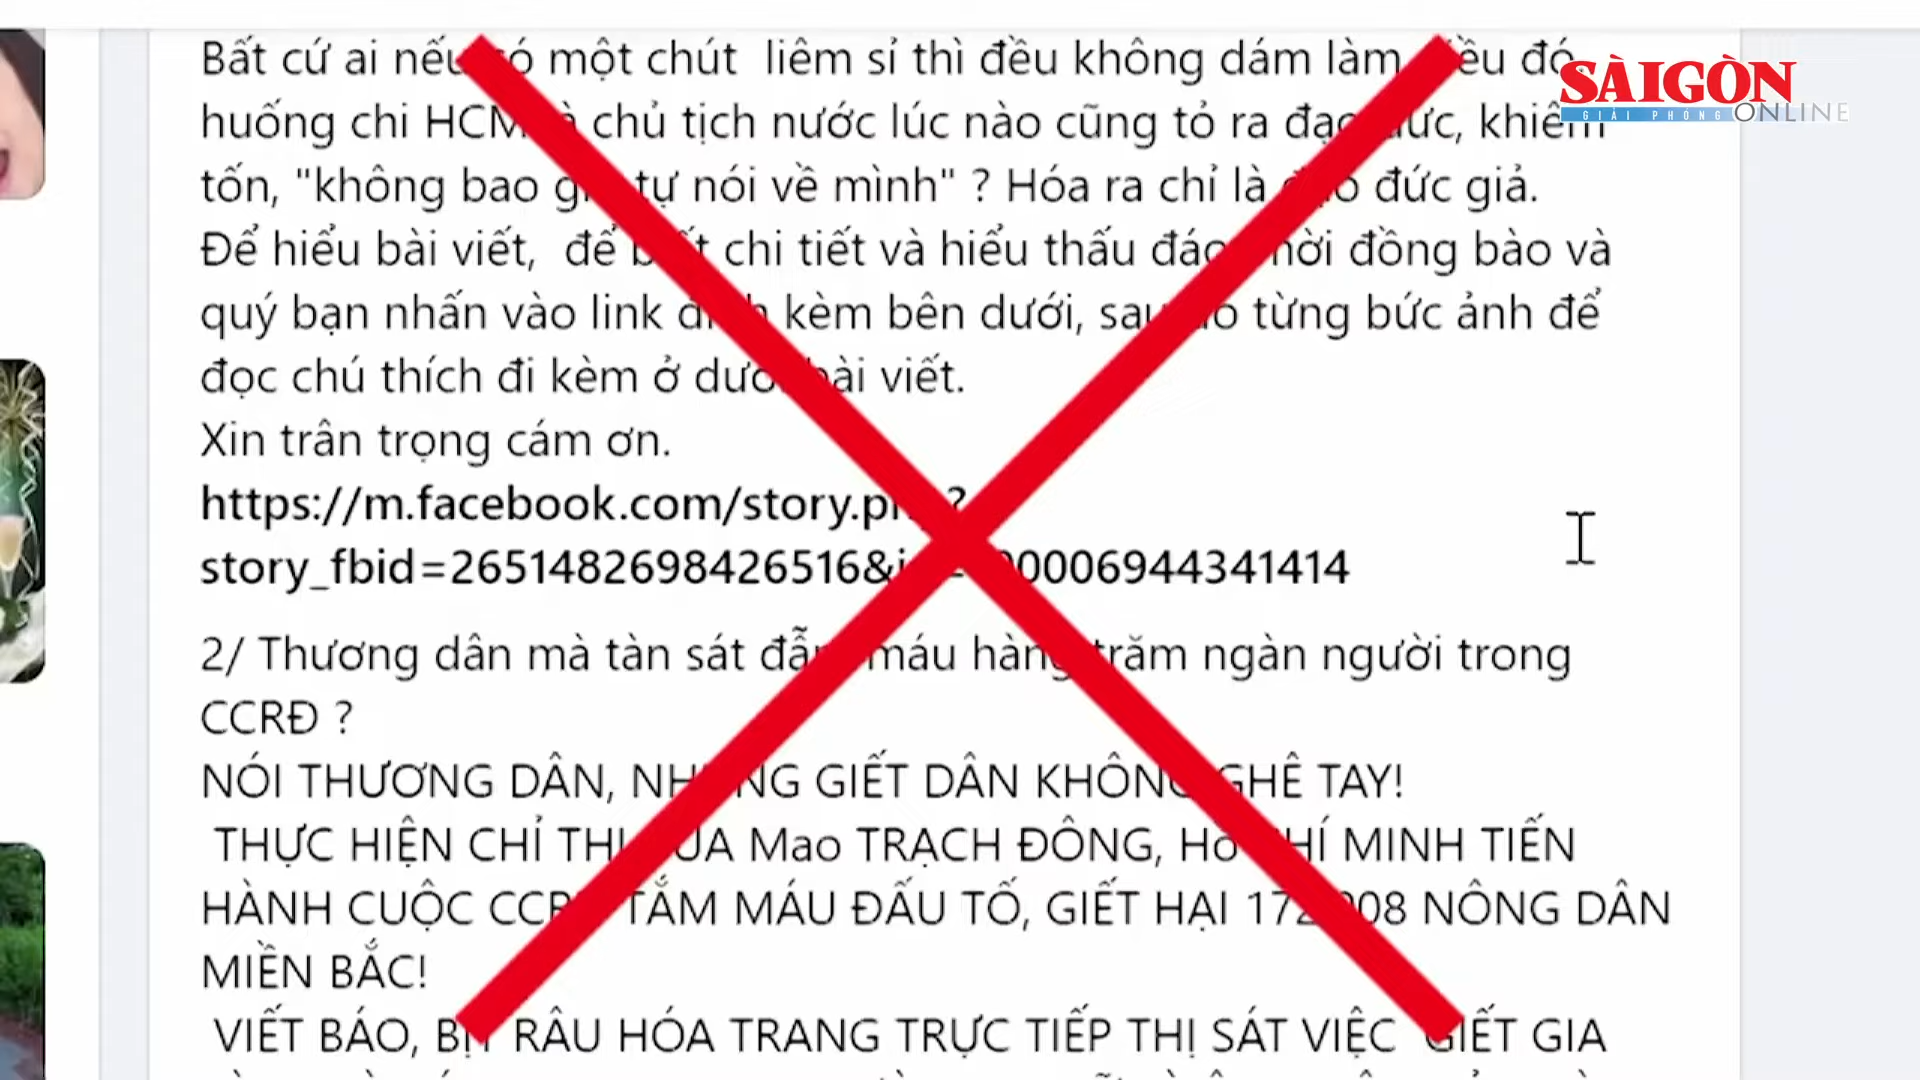 Bất cứ ai nếu có một chút liêm sỉ thì đều không dám làm điều đó
huống chi HCM là chủ tịch nước lúc nào cũng tỏ ra đạo đức, khiêm
tốn, "không bao giờ tự nói về mình" ? Hóa ra chỉ là đạo đức giả.
Để hiểu bài viết, để biết chi tiết và hiểu thấu đáo, mời đồng bào và
quý bạn nhấn vào link đính kèm bên dưới, sau đó từng bức ảnh để
đọc chú thích đi kèm ở dưới bài viết.
Xin trân trọng cám ơn.
https://m.facebook.com/story.php?
story_fbid=2651482698426516&id=100006944341414
2/ Thương dân mà tàn sát đẫm máu hàng trăm ngàn người trong
CCRĐ ?
NÓI THƯƠNG DÂN, NHƯNG GIẾT DÂN KHÔNG GHÊ TAY!
THỰC HIỆN CHỈ THỊ CỦA Mao TRẠCH ĐÔNG, Hồ CHÍ MINH TIẾN
HÀNH CUỘC CCRĐ TẮM MÁU ĐẤU TỐ, GIẾT HẠI NÔNG DÂN
MIỀN BẮC!
VIẾT BÁO, BỊT RÂU HÓA TRANG TRỰC TIẾP THỊ SÁT VIỆC GIẾT GIA
SÀI GÒN
GIẢI PHÓNG ONLINE